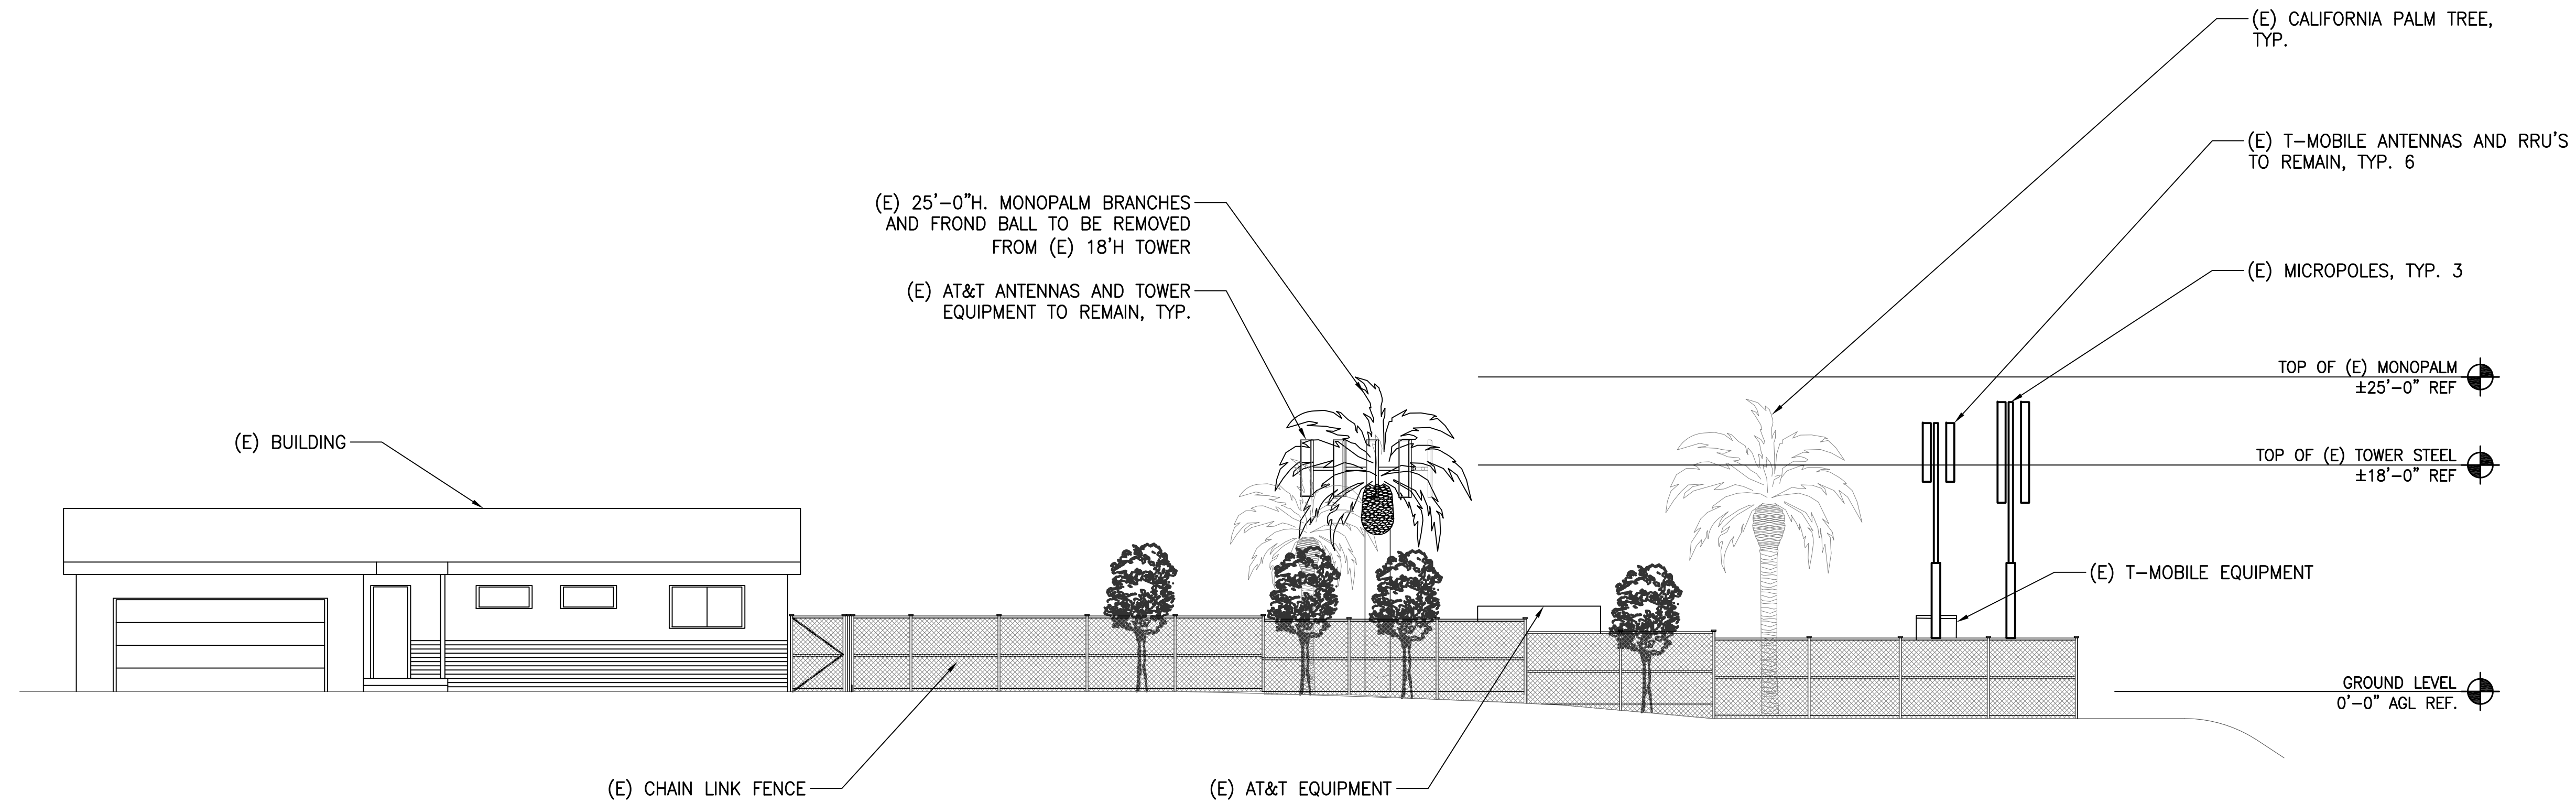 (E) CALIFORNIA PALM TREE,
TYP.
(E) T-MOBILE ANTENNAS AND RRU'S
TO REMAIN, TYP. 6
(E) 25'-0"H. MONOPALM BRANCHES
AND FROND BALL TO BE REMOVED
FROM (E) 18'H TOWER
(E) MICROPOLES, TYP. 3
(E) AT&T ANTENNAS AND TOWER
EQUIPMENT TO REMAIN, TYP.
TOP OF (E) MONOPALM
±25'-0" REF
(E) BUILDING
TOP OF (E) TOWER STEEL
±18'-0" REF
(E) T-MOBILE EQUIPMENT
GROUND LEVEL
0'-0" AGL REF.
(E) CHAIN LINK FENCE
(E) AT&T EQUIPMENT